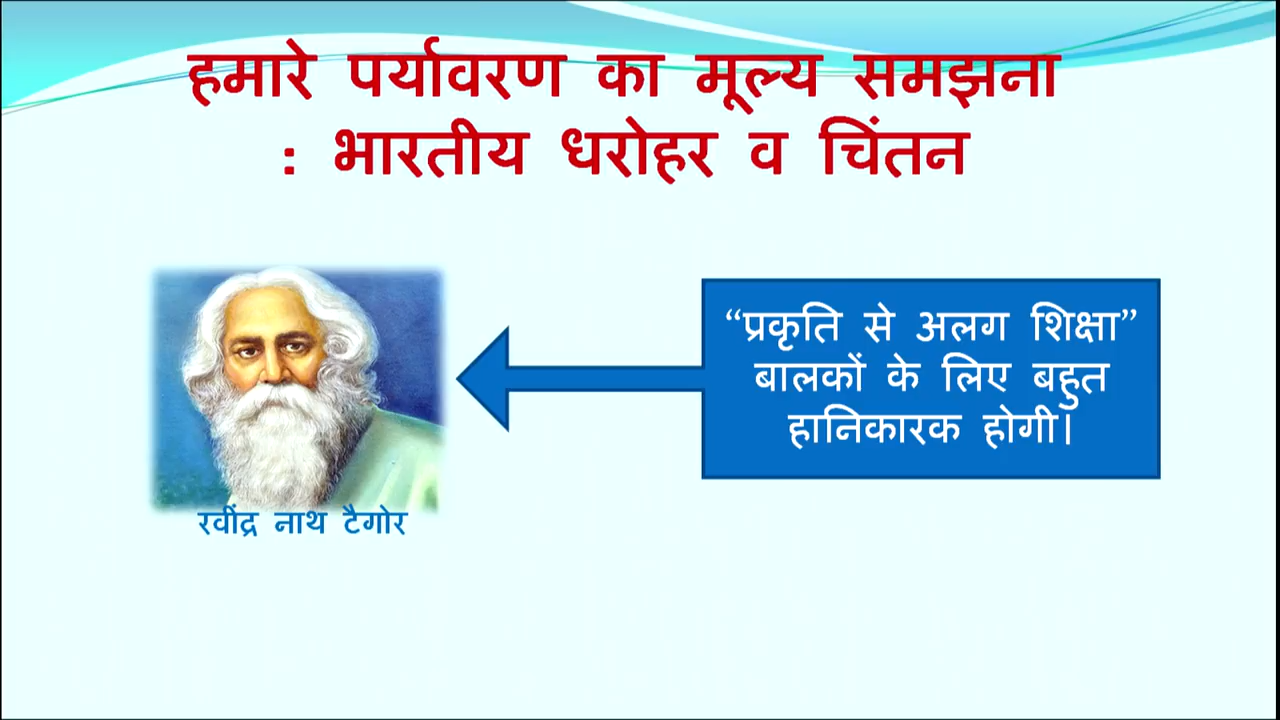 हमारे पर्यावरण का मूल्य समझना
: भारतीय धरोहर व चिंतन
“प्रकृति से अलग शिक्षा”
बालकों के लिए बहुत
हानिकारक होगी।
रवींद्र नाथ टैगोर